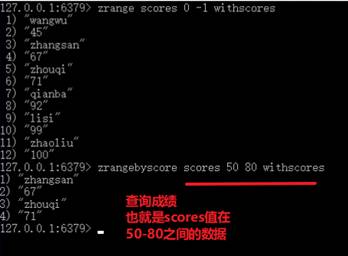 127.0.0.1:6379> zrange scores 0 -1 withscores
1) "wangwu"
2) "45"
3) "zhangsan"
4) "67"
5) "zhouqi"
6) "71"
7) "qianba"
8) "92"
9) "lisi"
10) "99"
11) "zhaoliu"
12) "100"
127.0.0.1:6379> zrangebyscore scores 50 80 withscores
1) "zhangsan"
2) "67"
3) "zhouqi"
4) "71"
127.0.0.1:6379>
查询成绩
也就是scores值在
50-80之间的数据